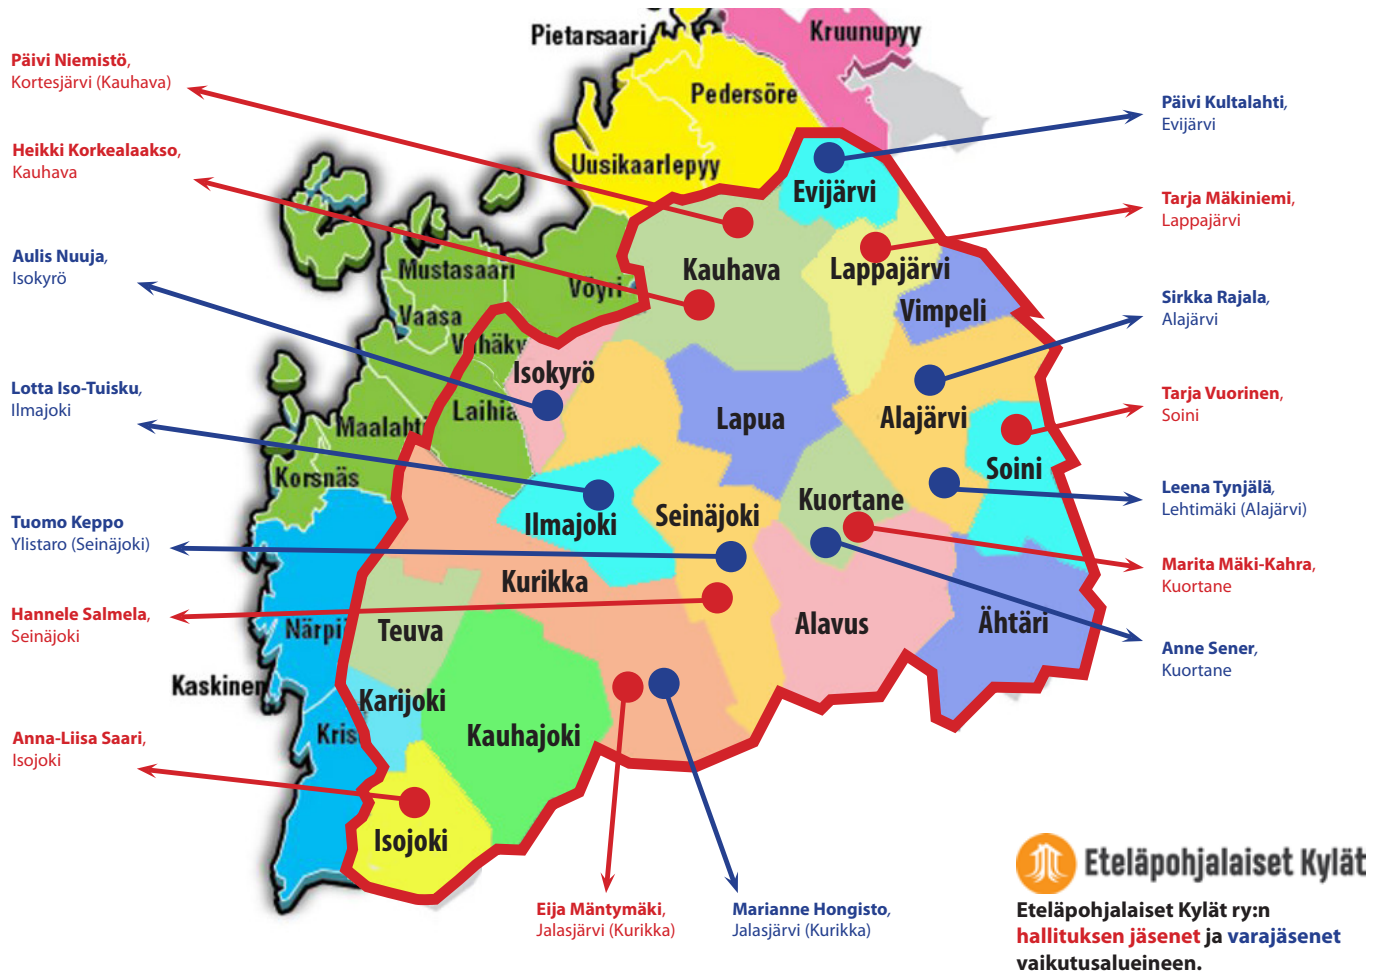 Päivi Niemistö,
Kortesjärvi (Kauhava)
Heikki Korkealaakso,
Kauhava
Aulis Nuuja,
Isokyrö
Lotta Iso-Tuisku,
Ilmajoki
Tuomo Keppo
Ylistaro (Seinäjoki)
Hannele Salmela,
Seinäjoki
Anna-Liisa Saari,
Isojoki
Pietarsaari
Kruunupyy
Pedersöre
Uusikaarlepyy
Evijärvi
Mustasaari
Vöyri
Kauhava
Lappajärvi
Vimpeli
Vaasa
Vähäky
Isokyrö
Laihia
Maalahti
Lapua
Alajärvi
Korsnäs
Soini
Kuortane
Seinäjoki
Ilmajoki
Kurikka
Närpi
Teuva
Alavus
Ähtäri
Kaskinen
Karijoki
Kris
Kauhajoki
Isojoki
Päivi Kultalahti,
Evijärvi
Tarja Mäkiniemi,
Lappajärvi
Sirkka Rajala,
Alajärvi
Tarja Vuorinen,
Soini
Leena Tynjälä,
Lehtimäki (Alajärvi)
Marita Mäki-Kahra,
Kuortane
Anne Sener,
Kuortane
Eija Mäntymäki,
Jalasjärvi (Kurikka)
Marianne Hongisto,
Jalasjärvi (Kurikka)
Eteläpohjalaiset Kylät
Eteläpohjalaiset Kylät ry:n
hallituksen jäsenet ja varajäsenet
vaikutusalueineen.